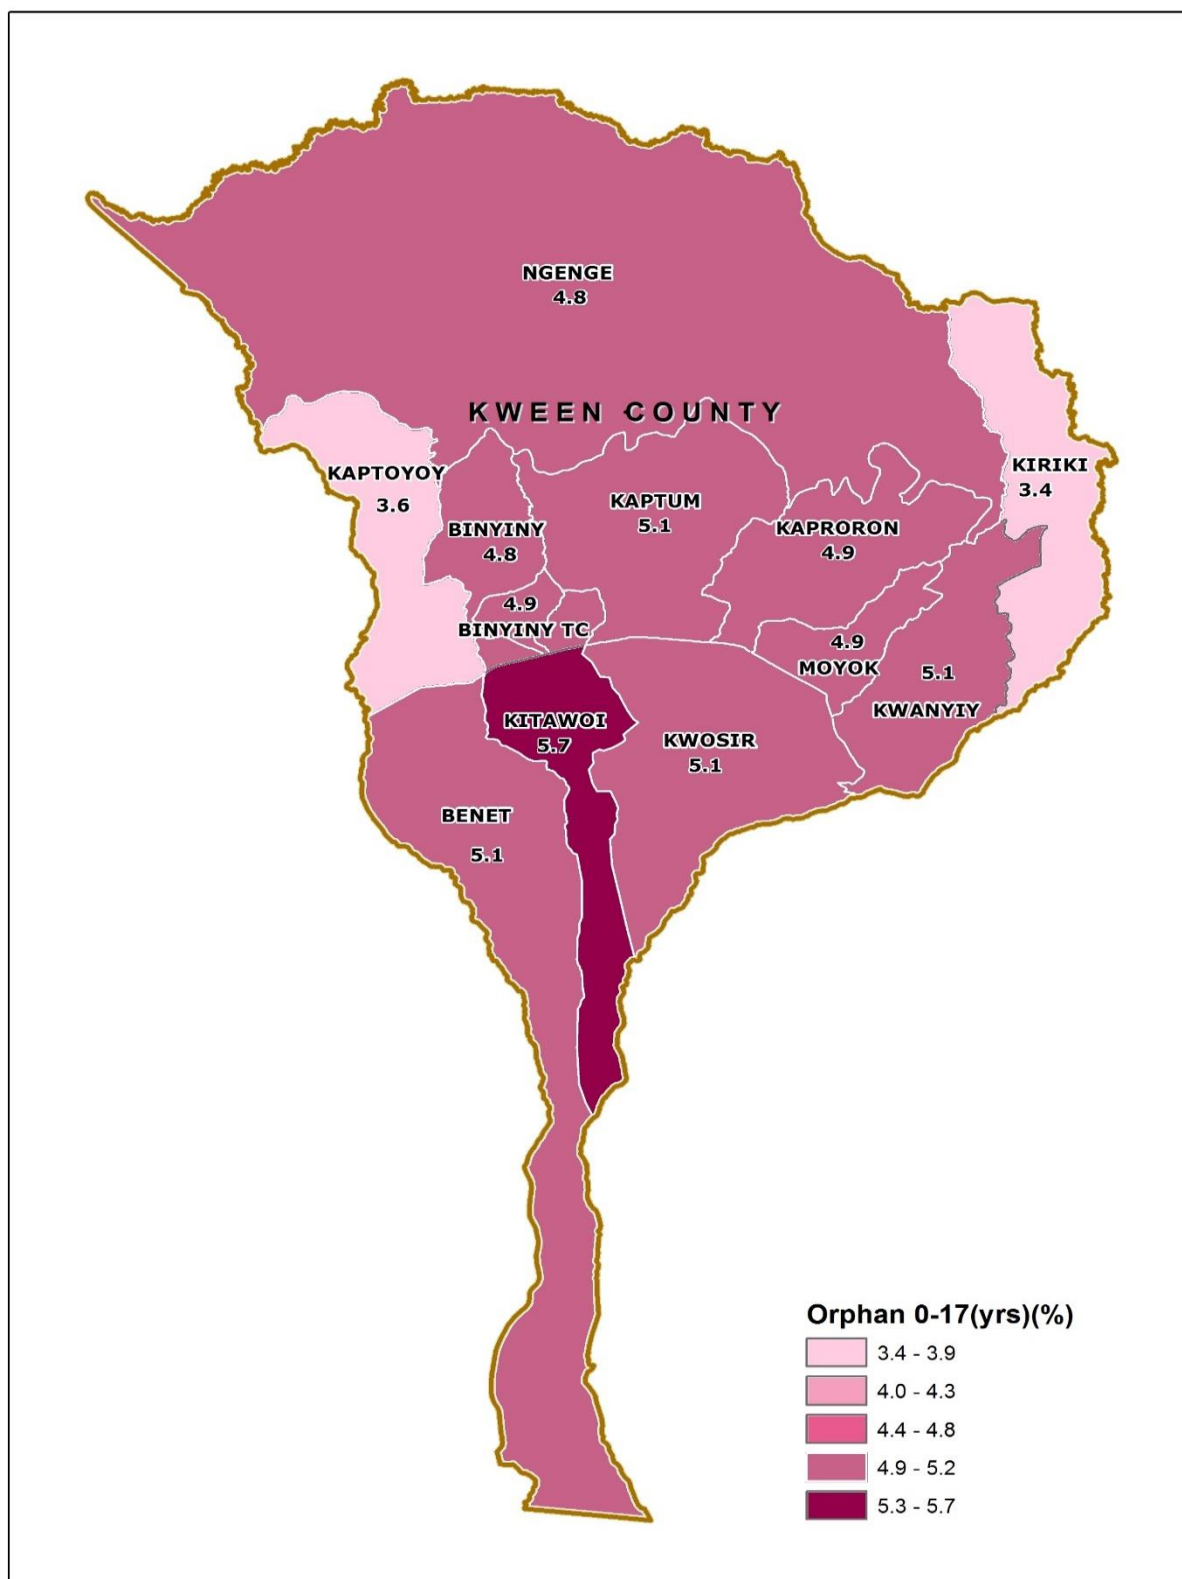 NGENGE
4.8
KWEEN COUNTY
KAPTOYOY
3.6
BINYINY
4.8
KAPTUM
5.1
KAPRORON
4.9
KIRIKI
3.4
4.9
BINYINY TC
4.9
MOYOK
5.1
KWANYIY
KITAWOI
5.7
KWOSIR
5.1
BENET
5.1
Orphan 0-17(yrs)(%)
3.4 - 3.9
4.0 - 4.3
4.4 - 4.8
4.9 - 5.2
5.3 - 5.7